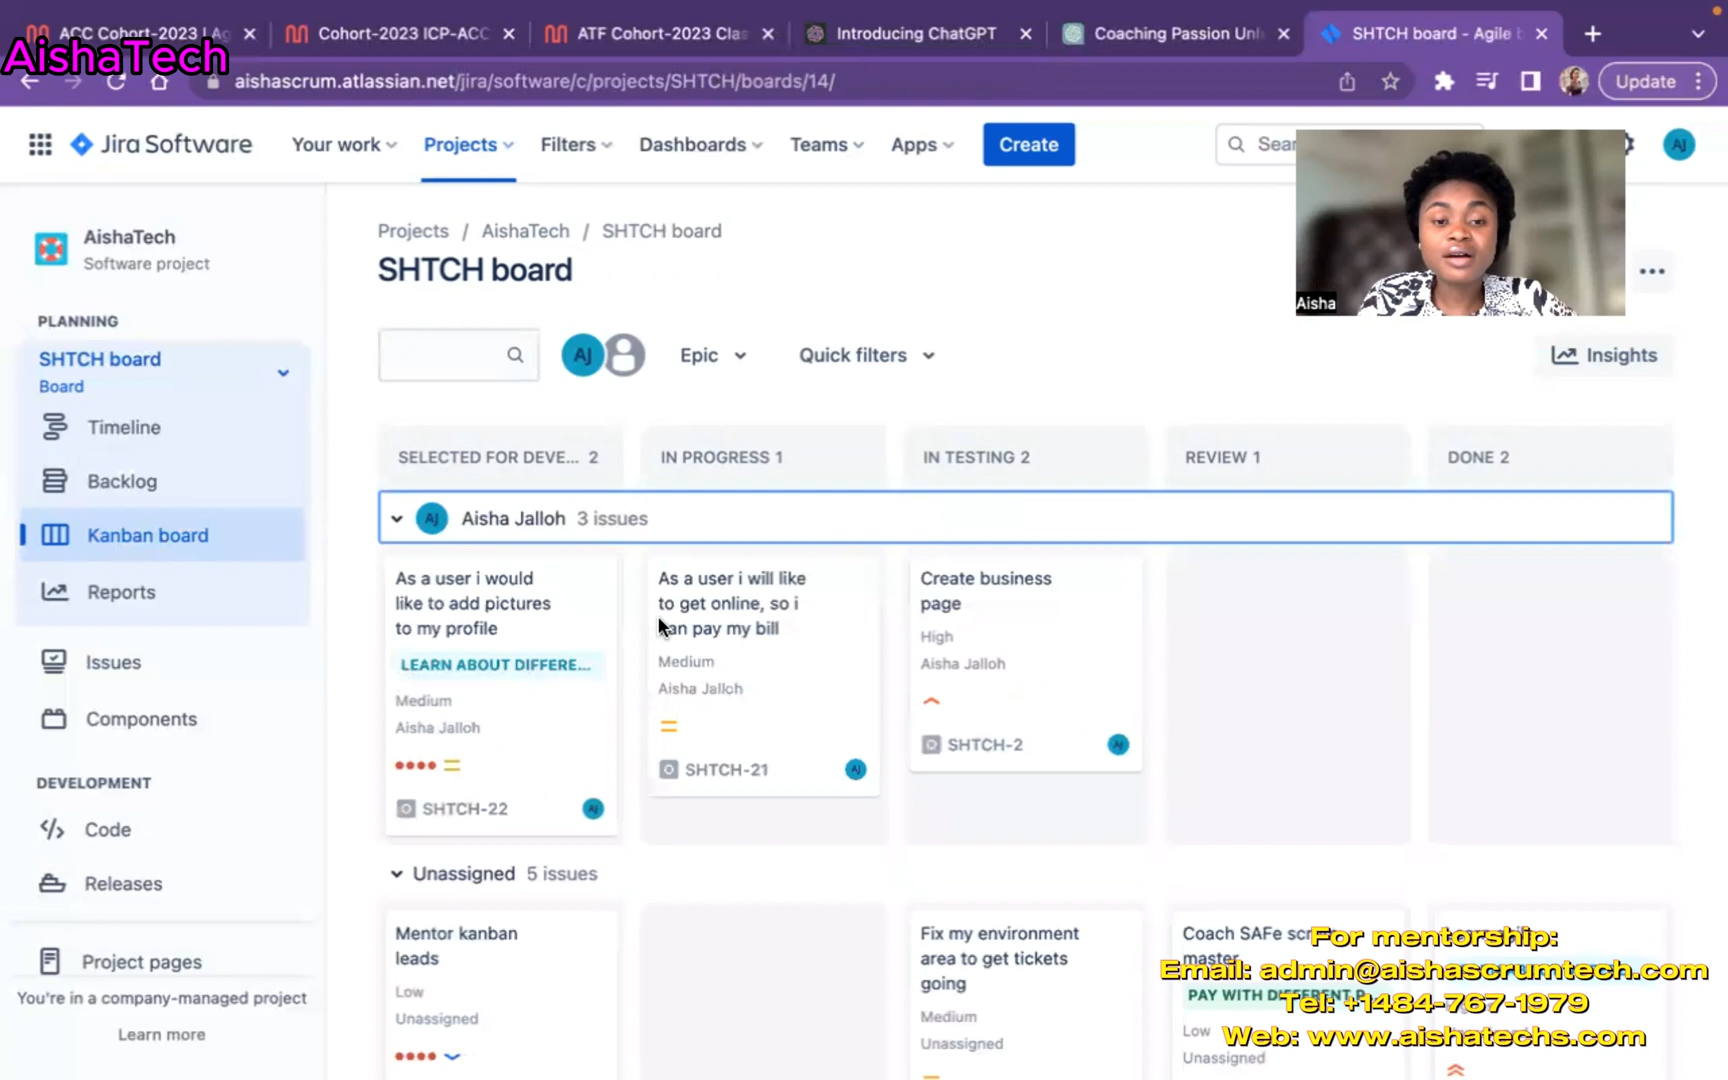 ACC Cohort-2023 | Ag
Cohort-2023 ICP-ACC
ATF Cohort-2023 Clas
Introducing ChatGPT
Coaching Passion Unl
SHTCH board - Agile b
AishaTech
aishascrum.atlassian.net/jira/software/c/projects/SHTCH/boards/14/
Update
Jira Software
Your work
Projects
Filters
Dashboards
Teams
Apps
Create
Sear
AJ
Aisha
AishaTech
Software project
PLANNING
SHTCH board
Board
Timeline
Backlog
Kanban board
Reports
Issues
Components
DEVELOPMENT
Code
Releases
Project pages
You're in a company-managed project
Learn more
Projects / AishaTech / SHTCH board
SHTCH board
AJ
Epic
Quick filters
Insights
SELECTED FOR DEVE... 2
IN PROGRESS 1
IN TESTING 2
REVIEW 1
DONE 2
AJ Aisha Jalloh 3 issues
As a user i would
like to add pictures
to my profile
LEARN ABOUT DIFFERE...
Medium
Aisha Jalloh
SHTCH-22
AJ
As a user i will like
to get online, so i
can pay my bill
Medium
Aisha Jalloh
SHTCH-21
AJ
Create business
page
High
Aisha Jalloh
SHTCH-2
AJ
Unassigned 5 issues
Mentor kanban
leads
Low
Unassigned
Fix my environment
area to get tickets
going
Medium
Unassigned
Coach SAFe scr
master
PAY WITH DIFFERENT P
Low
Unassigned
For mentorship:
Email: admin@aishascrumtech.com
Tel: +1484-767-1979
Web: www.aishatechs.com